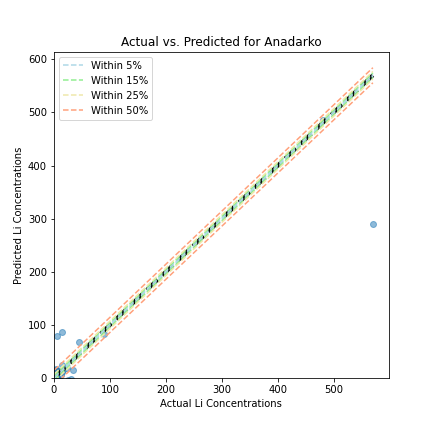 Actual vs. Predicted for Anadarko
600
500
400
300
200
100
0
Predicted Li Concentrations
Within 5%
Within 15%
Within 25%
Within 50%
0 100 200 300 400 500
Actual Li Concentrations